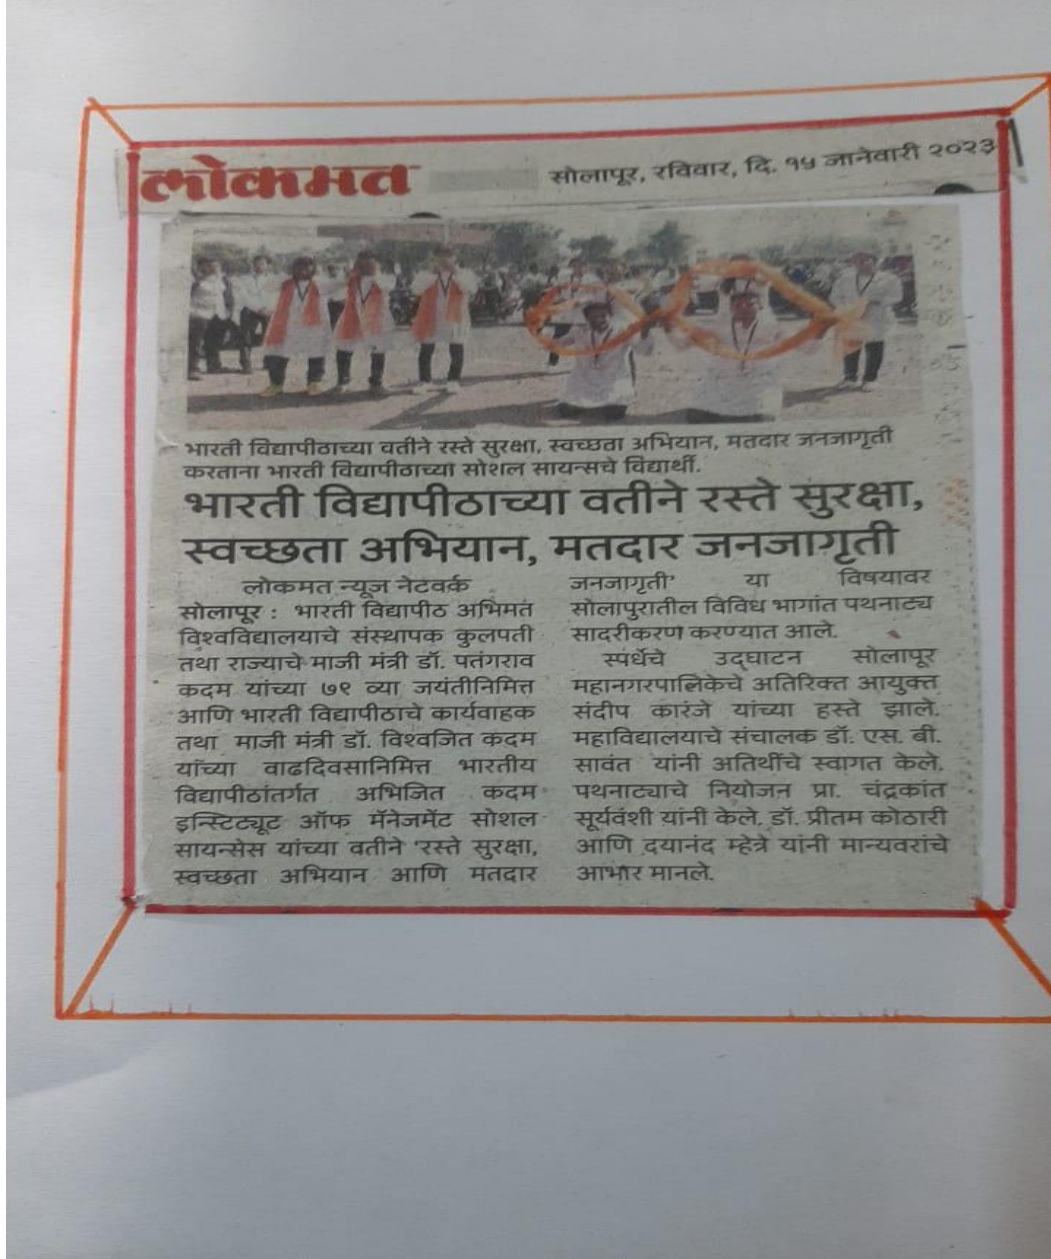 लोकमत
सोलापूर, रविवार, दि. १५ जानेवारी २०२३
भारती विद्यापीठाच्या वतीने रस्ते सुरक्षा, स्वच्छता अभियान, मतदार जनजागृती
करताना भारती विद्यापीठाच्या सोशल सायन्सचे विद्यार्थी.
भारती विद्यापीठाच्या वतीने रस्ते सुरक्षा,
स्वच्छता अभियान, मतदार जनजागृती
लोकमत न्यूज नेटवर्क
सोलापूर : भारती विद्यापीठ अभिमत
विश्वविद्यालयाचे संस्थापक कुलपती
तथा राज्याचे माजी मंत्री डॉ. पतंगराव
कदम यांच्या ७९ व्या जयंतीनिमित्त
आणि भारती विद्यापीठाचे कार्यवाहक
तथा माजी मंत्री डॉ. विश्वजित कदम
यांच्या वाढदिवसानिमित्त भारतीय
विद्यापीठांतर्गत अभिजित कदम
इन्स्टिट्यूट ऑफ मॅनेजमेंट सोशल
सायन्सेस यांच्या वतीने 'रस्ते सुरक्षा,
स्वच्छता अभियान आणि मतदार
जनजागृती' या विषयावर
सोलापुरातील विविध भागांत पथनाट्य
सादरीकरण करण्यात आले.
स्पर्धेचे उद्घाटन सोलापूर
महानगरपालिकेचे अतिरिक्त आयुक्त
संदीप कारंजे यांच्या हस्ते झाले.
महाविद्यालयाचे संचालक डॉ. एस. बी.
सावंत यांनी अतिथींचे स्वागत केले.
पथनाट्याचे नियोजन प्रा. चंद्रकांत
सूर्यवंशी यांनी केले. डॉ. प्रीतम कोठारी
आणि दयानंद म्हेत्रे यांनी मान्यवरांचे
आभार मानले.